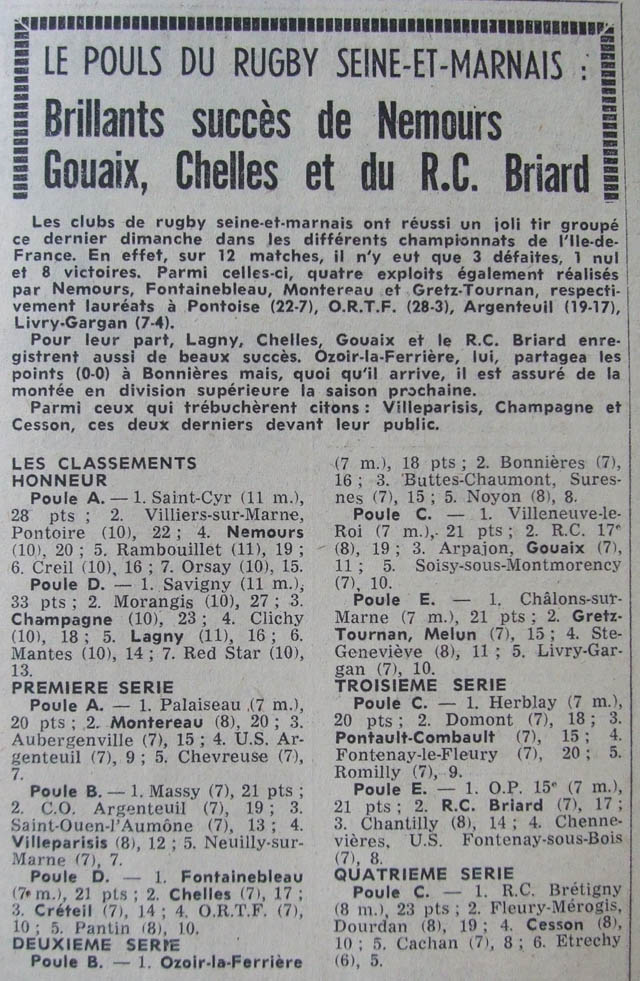 LE POULS DU RUGBY SEINE-ET-MARNAIS :
Brillants succès de Nemours
Gouaix, Chelles et du R.C. Briard
Les clubs de rugby seine-et-marnais ont réussi un joli tir groupé
ce dernier dimanche dans les différents championnats de l'Ile-de-
France. En effet, sur 12 matches, il n'y eut que 3 défaites, 1 nul
et 8 victoires. Parmi celles-ci, quatre exploits également réalisés
par Nemours, Fontainebleau, Montereau et Gretz-Tournan, respecti-
vement lauréats à Pontoise (22-7), O.R.T.F. (28-3), Argenteuil (19-17),
Livry-Gargan (7-4).
Pour leur part, Lagny, Chelles, Gouaix et le R.C. Briard enre-
gistrent aussi de beaux succès. Ozoir-la-Ferrière, lui, partagea les
points (0-0) à Bonnières mais, quoi qu'il arrive, il est assuré de la
montée en division supérieure la saison prochaine.
Parmi ceux qui trébuchèrent citons : Villeparisis, Champagne et
Cesson, ces deux derniers devant leur public.
LES CLASSEMENTS
HONNEUR
Poule A. — 1. Saint-Cyr (11 m.),
28 pts ; 2. Villiers-sur-Marne,
Pontoire (10), 22 ; 4. Nemours
(10), 20 ; 5. Rambouillet (11), 19 ;
6. Creil (10), 16 ; 7. Orsay (10), 15.
Poule D. — 1. Savigny (11 m.),
33 pts ; 2. Morangis (10), 27 ; 3.
Champagne (10), 23 ; 4. Clichy
(10), 18 ; 5. Lagny (11), 16 ; 6.
Mantes (10), 14 ; 7. Red Star (10),
13.
PREMIERE SERIE
Poule A. — 1. Palaiseau (7 m.),
20 pts ; 2. Montereau (8), 20 ; 3.
Aubergenville (7), 15 ; 4. U.S. Ar-
genteuil (7), 9 ; 5. Chevreuse (7),
7.
Poule B. — 1. Massy (7), 21 pts ;
2. C.O. Argenteuil (7), 19 ; 3.
Saint-Ouen-l'Aumône (7), 13 ; 4.
Villeparisis (8), 12 ; 5. Neuilly-sur-
Marne (7), 7.
Poule D. — 1. Fontainebleau
(7e m.), 21 pts ; 2. Chelles (7), 17 ;
3. Créteil (7), 14 ; 4. O.R.T.F. (7),
10 ; 5. Pantin (8), 10.
DEUXIEME SERIE
Poule B. — 1. Ozoir-la-Ferrière
(7 m.), 18 pts ; 2. Bonnières (7),
16 ; 3. Buttes-Chaumont, Sures-
nes (7), 15 ; 5. Noyon (8), 8.
Poule C. — 1. Villeneuve-le-
Roi (7 m.), 21 pts ; 2. R.C. 17e
(8), 19 ; 3. Arpajon, Gouaix (7),
11 ; 5. Soisy-sous-Montmorency
(7), 10.
Poule E. — 1. Châlons-sur-
Marne (7 m.), 21 pts ; 2. Gretz-
Tournan, Melun (7), 15 ; 4. Ste-
Geneviève (8), 11 ; 5. Livry-Gar-
gan (7), 10.
TROISIEME SERIE
Poule C. — 1. Herblay (7 m.),
20 pts ; 2. Domont (7), 18 ; 3.
Pontault-Combault (7), 15 ; 4.
Fontenay-le-Fleury (7), 20 ; 5.
Romilly (7), 9.
Poule E. — 1. O.P. 15e (7 m.),
21 pts ; 2. R.C. Briard (7), 17 ;
3. Chantilly (8), 14 ; 4. Chenne-
vières, U.S. Fontenay-sous-Bois
(7), 8.
QUATRIEME SERIE
Poule C. — 1. R.C. Brétigny
(8 m.), 23 pts ; 2. Fleury-Mérogis,
Dourdan (8), 19 ; 4. Cesson (8),
10 ; 5. Cachan (7), 8 ; 6. Etrechy
(6), 5.